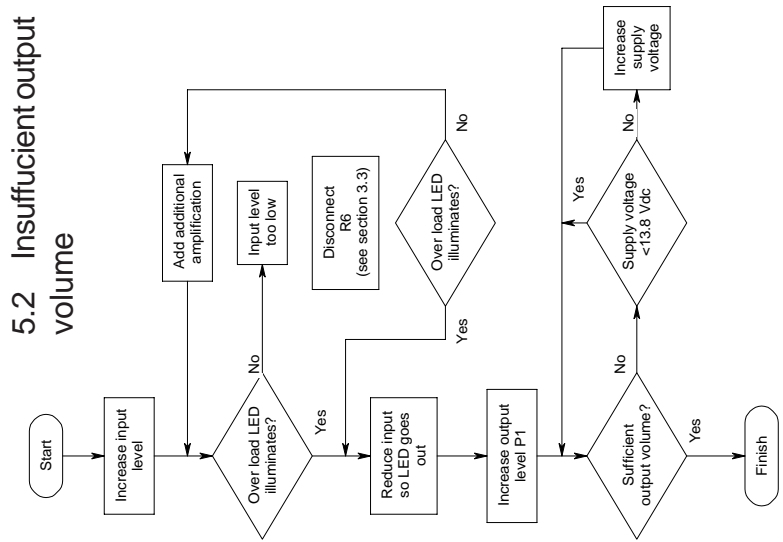 5.2 Insuffucient output
volume
Start
Increase input
level
Over load LED
illuminates?
No
Yes
Input level
too low
Add additional
amplification
Disconnect
R6
(see section 3.3)
Over load LED
illuminates?
No
Yes
Reduce input
so LED goes
out
Increase output
level P1
Sufficient
output volume?
No
Yes
Supply voltage
<13.8 Vdc
Yes
No
Increase
supply
voltage
Finish